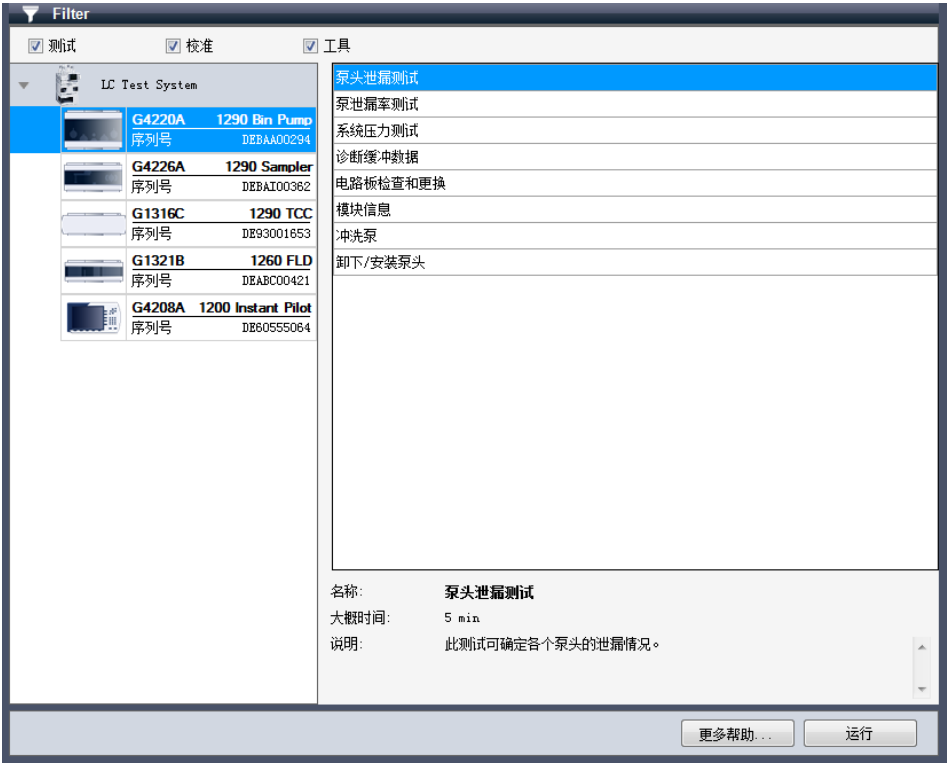 Filter
测试 校准 工具
LC Test System
G4220A 1290 Bin Pump
序列号 DEBAA00294
G4226A 1290 Sampler
序列号 DEBAI00362
G1316C 1290 TCC
序列号 DE93001653
G1321B 1260 FLD
序列号 DEABC00421
G4208A 1200 Instant Pilot
序列号 DE60555064
泵头泄漏测试
泵泄漏率测试
系统压力测试
诊断缓冲数据
电路板检查和更换
模块信息
冲洗泵
卸下/安装泵头
名称: 泵头泄漏测试
大概时间: 5 min
说明: 此测试可确定各个泵头的泄漏情况。
更多帮助... 运行